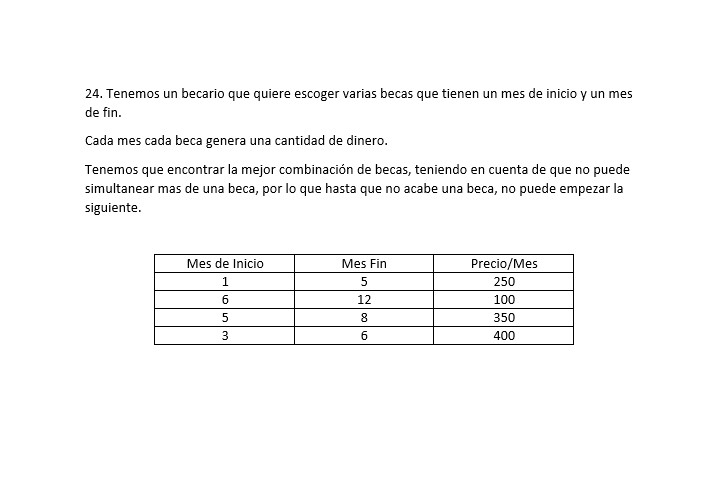 24. Tenemos un becario que quiere escoger varias becas que tienen un mes de inicio y un mes
de fin.
Cada mes cada beca genera una cantidad de dinero.
Tenemos que encontrar la mejor combinación de becas, teniendo en cuenta de que no puede
simultanear mas de una beca, por lo que hasta que no acabe una beca, no puede empezar la
siguiente.
Mes de Inicio Mes Fin Precio/Mes
1 5 250
6 12 100
5 8 350
3 6 400